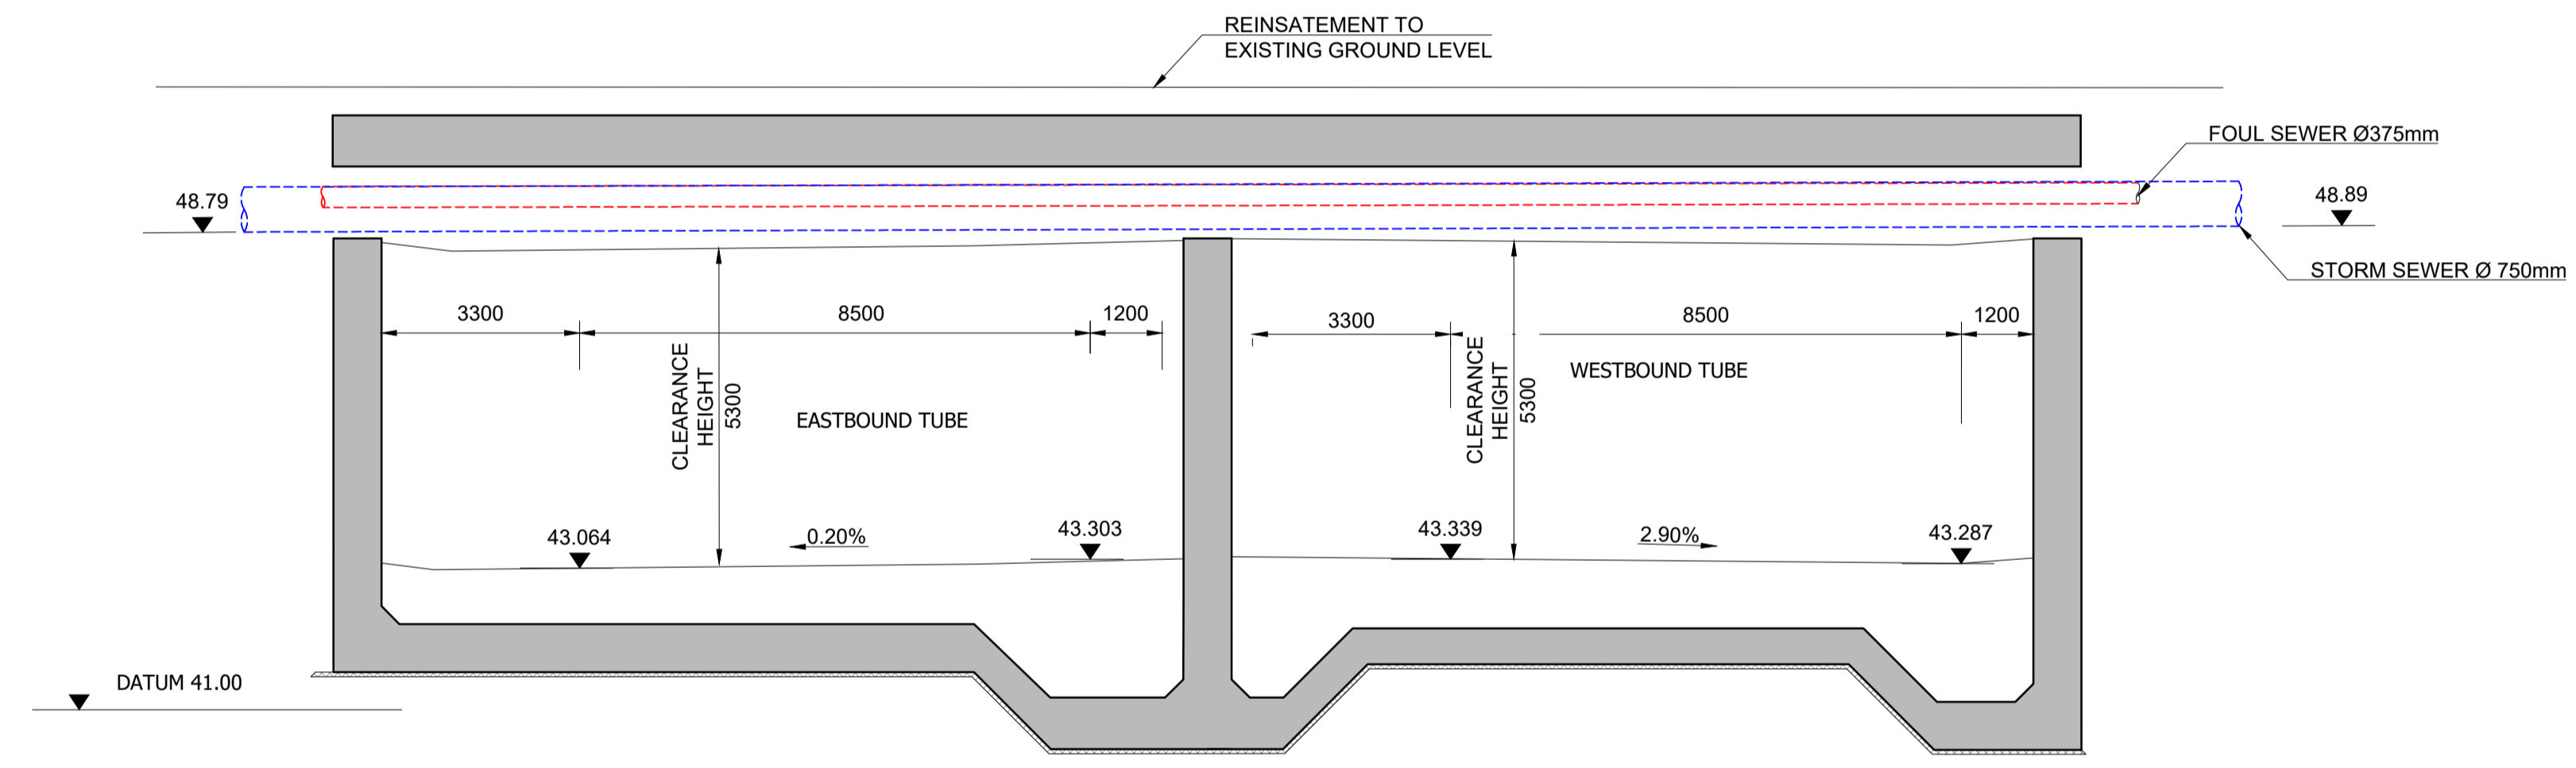 REINSATEMENT TO
EXISTING GROUND LEVEL
FOUL SEWER Ø375mm
48.79
48.89
STORM SEWER Ø 750mm
3300
8500
1200
3300
8500
1200
CLEARANCE
HEIGHT
5300
CLEARANCE
HEIGHT
5300
WESTBOUND TUBE
EASTBOUND TUBE
43.064
0.20%
43.303
43.339
2.90%
43.287
DATUM 41.00